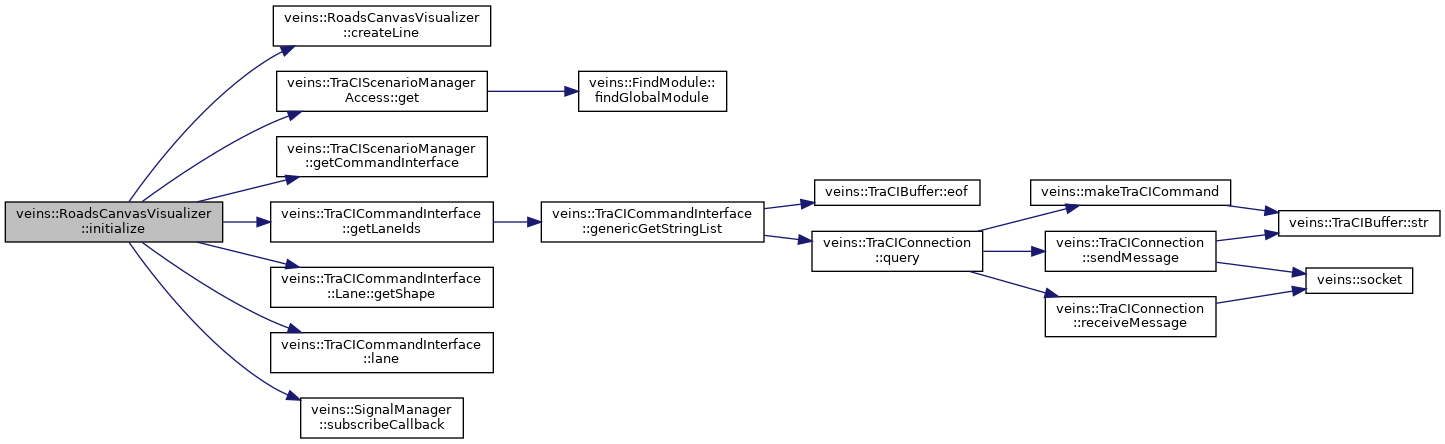 veins::RoadsCanvasVisualizer
::initialize
veins::RoadsCanvasVisualizer
::createLine
veins::TraCIScenarioManager
Access::get
veins::FindModule::
findGlobalModule
veins::TraCIScenarioManager
::getCommandInterface
veins::TraCICommandInterface
::getLaneIds
veins::TraCICommandInterface
::genericGetStringList
veins::TraCIBuffer::eof
veins::TraCIConnection
::query
veins::makeTraCICommand
veins::TraCIBuffer::str
veins::TraCIConnection
::sendMessage
veins::socket
veins::TraCIConnection
::receiveMessage
veins::TraCICommandInterface
::Lane::getShape
veins::TraCICommandInterface
::lane
veins::SignalManager
::subscribeCallback